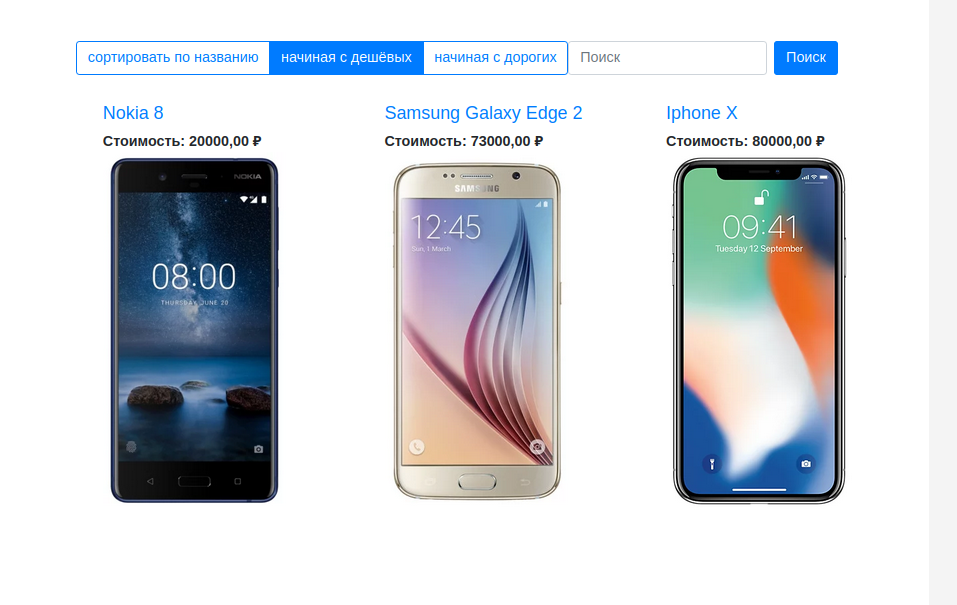 сортировать по названию начиная с дешёвых начиная с дорогих Поиск Поиск
Nokia 8 Samsung Galaxy Edge 2 Iphone X
Стоимость: 20000,00 ₽ Стоимость: 73000,00 ₽ Стоимость: 80000,00 ₽
NOKIA
SAMSUNG
12:45
Sun, 1 March
09:41
Tuesday 12 September
08:00
THURSDAY, JUNE 20